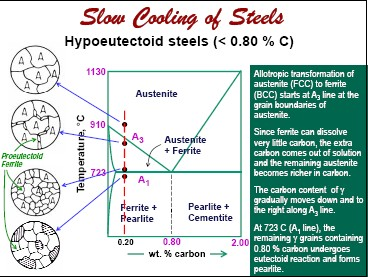 Slow Cooling of Steels
Hypoeutectoid steels (< 0.80 % C)
A A A A
A A A A
Proeutectoid
Ferrite
Temperature, °C
1130
910
723
Austenite
A3
Austenite
+ Ferrite
A1
Ferrite +
Pearlite
Pearlite +
Cementite
0.20
0.80
2.00
wt. % carbon
Allotropic transformation of
austenite (FCC) to ferrite
(BCC) starts at A3 line at the
grain boundaries of
austenite.
Since ferrite can dissolve
very little carbon, the extra
carbon comes out of solution
and the remaining austenite
becomes richer in carbon.
The carbon content of γ
gradually moves down and to
the right along A3 line.
At 723 C (A1 line), the
remaining γ grains containing
0.80 % carbon undergoes
eutectoid reaction and forms
pearlite.